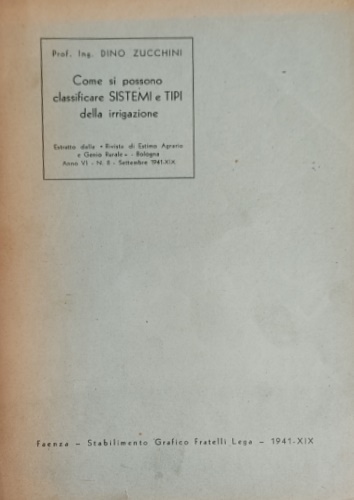 Prof. Ing. DINO ZUCCHINI
Come si possono
classificare SISTEMI e TIPI
della irrigazione
Estratto dalla « Rivista di Estimo Agrario
e Genio Rurale » - Bologna
Anno VI - N. 8 - Settembre 1941-XIX
Faenza - Stabilimento Grafico Fratelli Lega - 1941-XIX